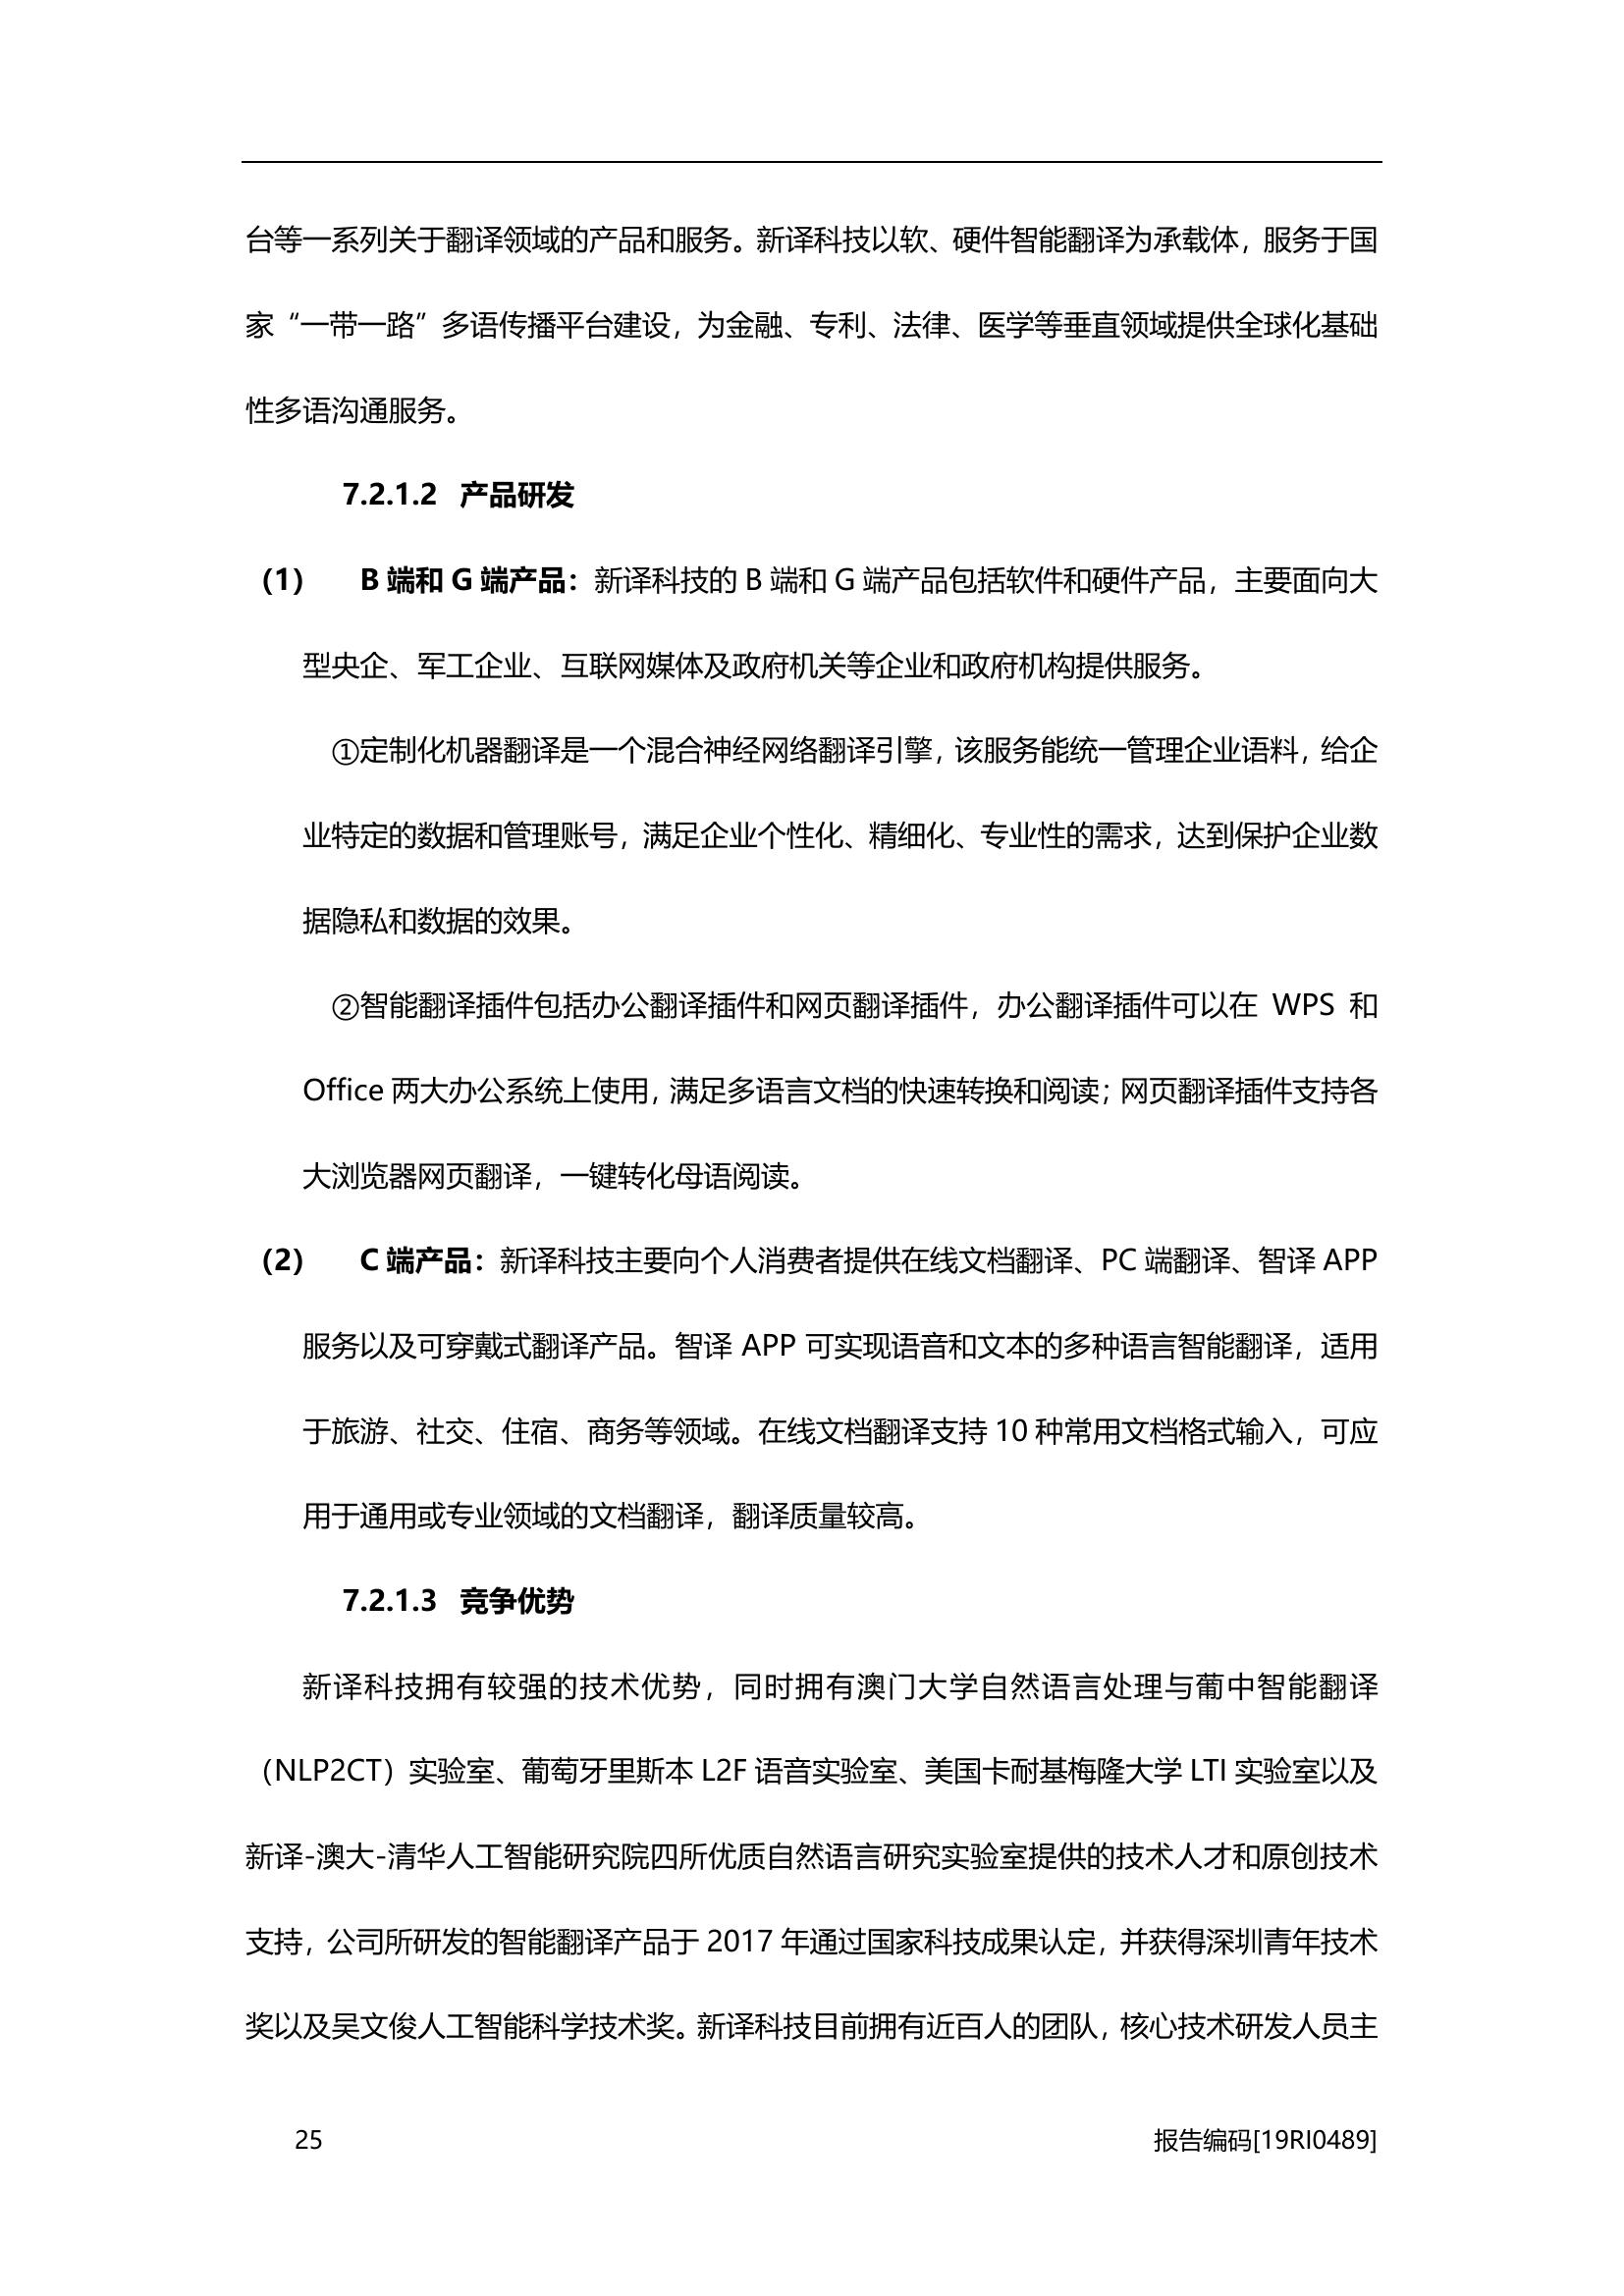 台等一系列关于翻译领域的产品和服务。新译科技以软、硬件智能翻译为承载体，服务于国
家“一带一路”多语传播平台建设，为金融、专利、法律、医学等垂直领域提供全球化基础
性多语沟通服务。
7.2.1.2 产品研发
（1） B 端和 G 端产品：新译科技的 B 端和 G 端产品包括软件和硬件产品，主要面向大
型央企、军工企业、互联网媒体及政府机关等企业和政府机构提供服务。
①定制化机器翻译是一个混合神经网络翻译引擎，该服务能统一管理企业语料，给企
业特定的数据和管理账号，满足企业个性化、精细化、专业性的需求，达到保护企业数
据隐私和数据的效果。
②智能翻译插件包括办公翻译插件和网页翻译插件，办公翻译插件可以在 WPS 和
Office 两大办公系统上使用，满足多语言文档的快速转换和阅读；网页翻译插件支持各
大浏览器网页翻译，一键转化母语阅读。
（2） C 端产品：新译科技主要向个人消费者提供在线文档翻译、PC 端翻译、智译 APP
服务以及可穿戴式翻译产品。智译 APP 可实现语音和文本的多种语言智能翻译，适用
于旅游、社交、住宿、商务等领域。在线文档翻译支持 10 种常用文档格式输入，可应
用于通用或专业领域的文档翻译，翻译质量较高。
7.2.1.3 竞争优势
新译科技拥有较强的技术优势，同时拥有澳门大学自然语言处理与葡中智能翻译
（NLP2CT）实验室、葡萄牙里斯本 L2F 语音实验室、美国卡耐基梅隆大学 LTI 实验室以及
新译-澳大-清华人工智能研究院四所优质自然语言研究实验室提供的技术人才和原创技术
支持，公司所研发的智能翻译产品于 2017 年通过国家科技成果认定，并获得深圳青年技术
奖以及吴文俊人工智能科学技术奖。新译科技目前拥有近百人的团队，核心技术研发人员主
25
报告编码[19RI0489]